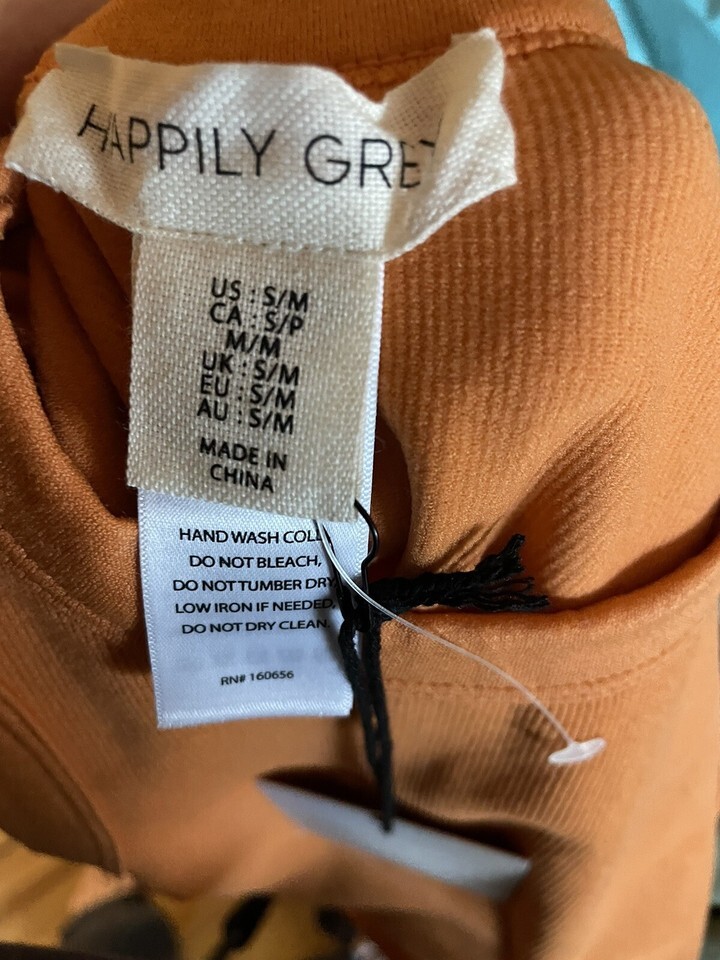 HAPPILY GRE
US : S/M
CA : S/P
M/M
UK : S/M
EU : S/M
AU : S/M
MADE IN
CHINA
HAND WASH COLD,
DO NOT BLEACH,
DO NOT TUMBER DRY,
LOW IRON IF NEEDED,
DO NOT DRY CLEAN.
RN# 160656